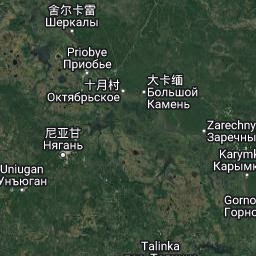 舍尔卡雷
Шеркалы
Priobye
Приобье
十月村
Октябрьское
大卡缅
Большой
Камень
Zarechny
Заречны
尼亚甘
Нягань
Karymk
Карымк
Uniugan
Унъюган
Gorno
Горно
Talinka